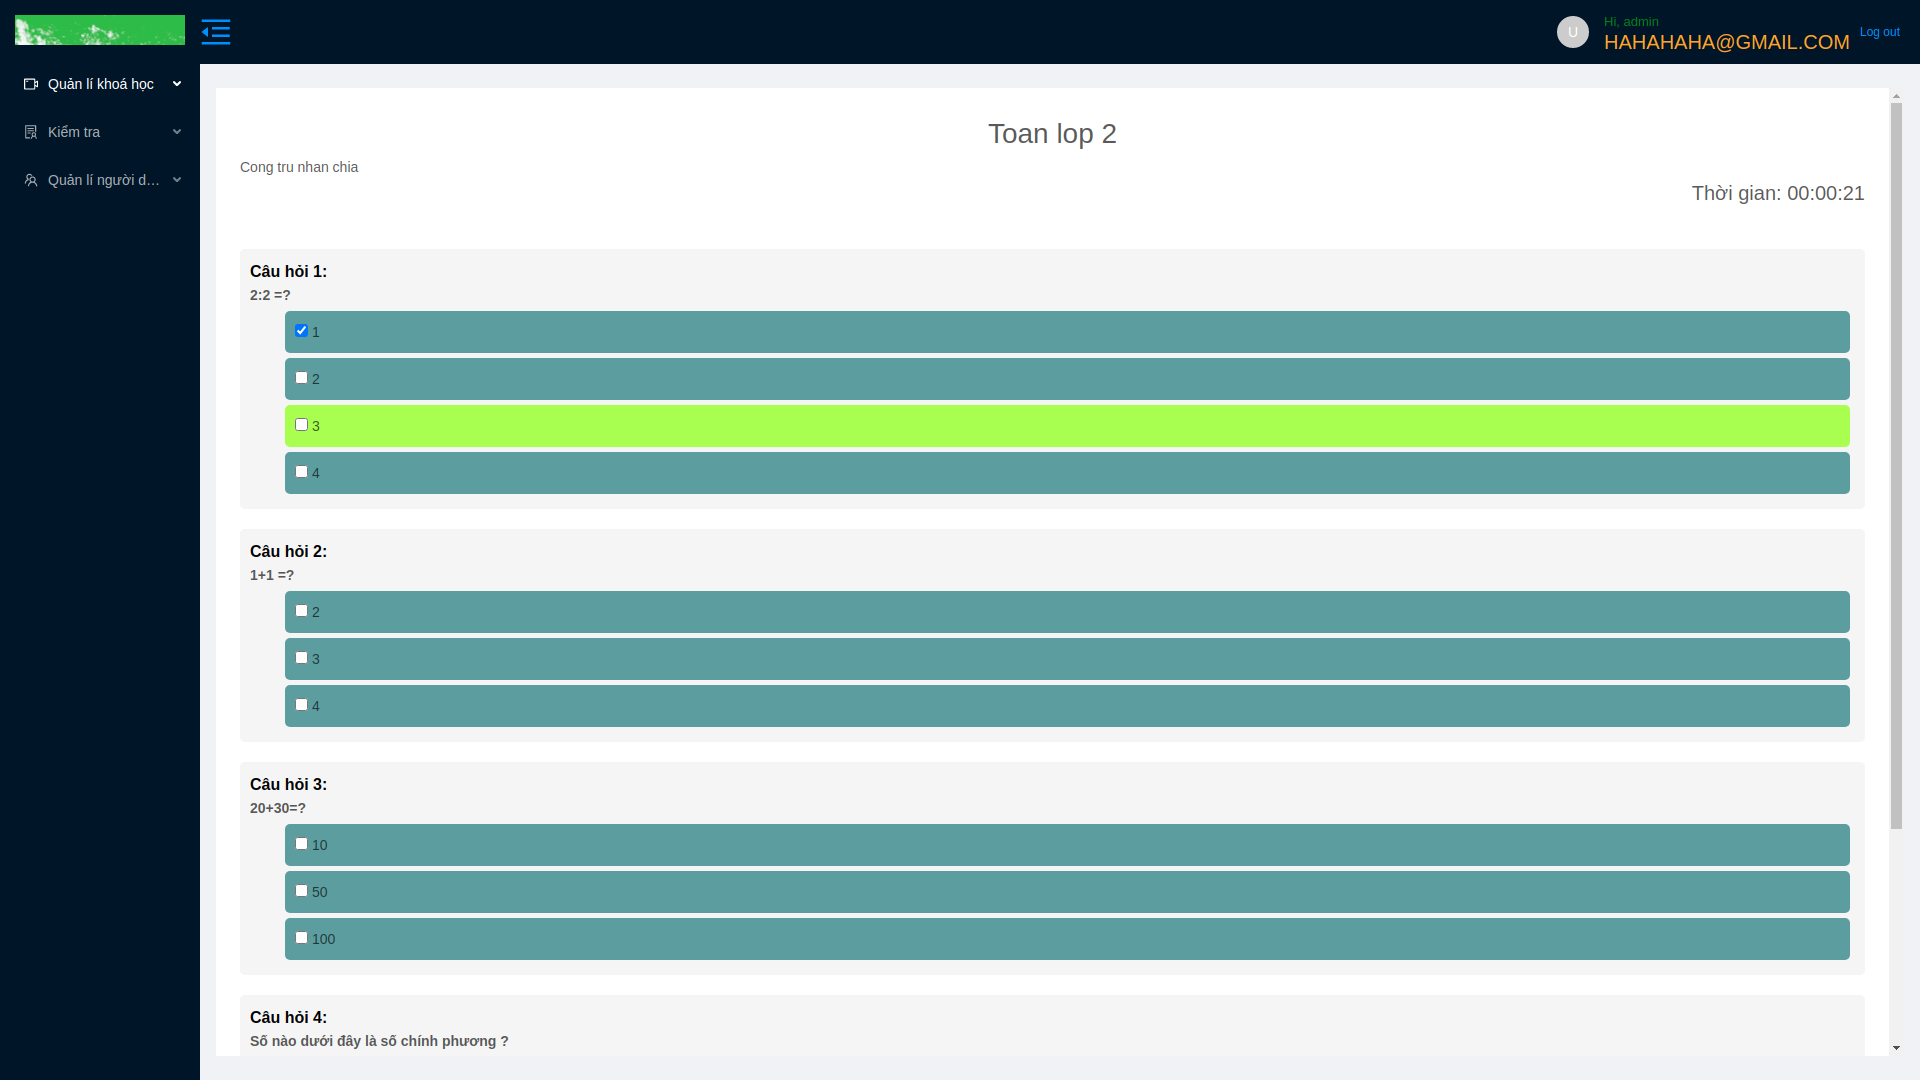 U
Hi, admin
HAHAHAHA@GMAIL.COM
Log out
Quản lí khoá học
Kiểm tra
Quản lí người d…
Toan lop 2
Cong tru nhan chia
Thời gian: 00:00:21
Câu hỏi 1:
2:2 =?
1
2
3
4
Câu hỏi 2:
1+1 =?
2
3
4
Câu hỏi 3:
20+30=?
10
50
100
Câu hỏi 4:
Số nào dưới đây là số chính phương ?